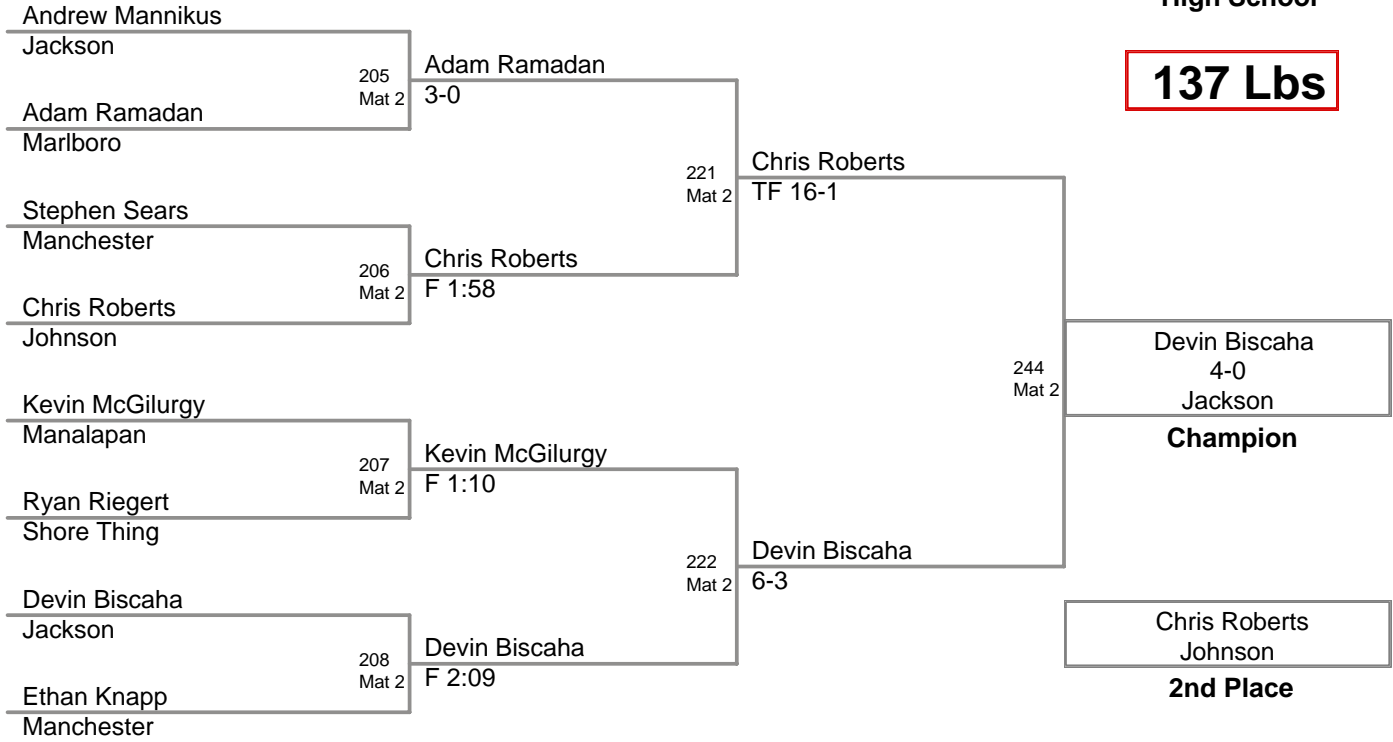 High School
137 Lbs
Andrew Mannikus
Jackson
205
Mat 2
Adam Ramadan
3-0
Adam Ramadan
Marlboro
221
Mat 2
Chris Roberts
TF 16-1
Stephen Sears
Manchester
206
Mat 2
Chris Roberts
F 1:58
Chris Roberts
Johnson
244
Mat 2
Devin Biscaha
4-0
Jackson
Champion
Kevin McGilurgy
Manalapan
207
Mat 2
Kevin McGilurgy
F 1:10
Ryan Riegert
Shore Thing
222
Mat 2
Devin Biscaha
6-3
Devin Biscaha
Jackson
208
Mat 2
Devin Biscaha
F 2:09
Ethan Knapp
Manchester
Chris Roberts
Johnson
2nd Place